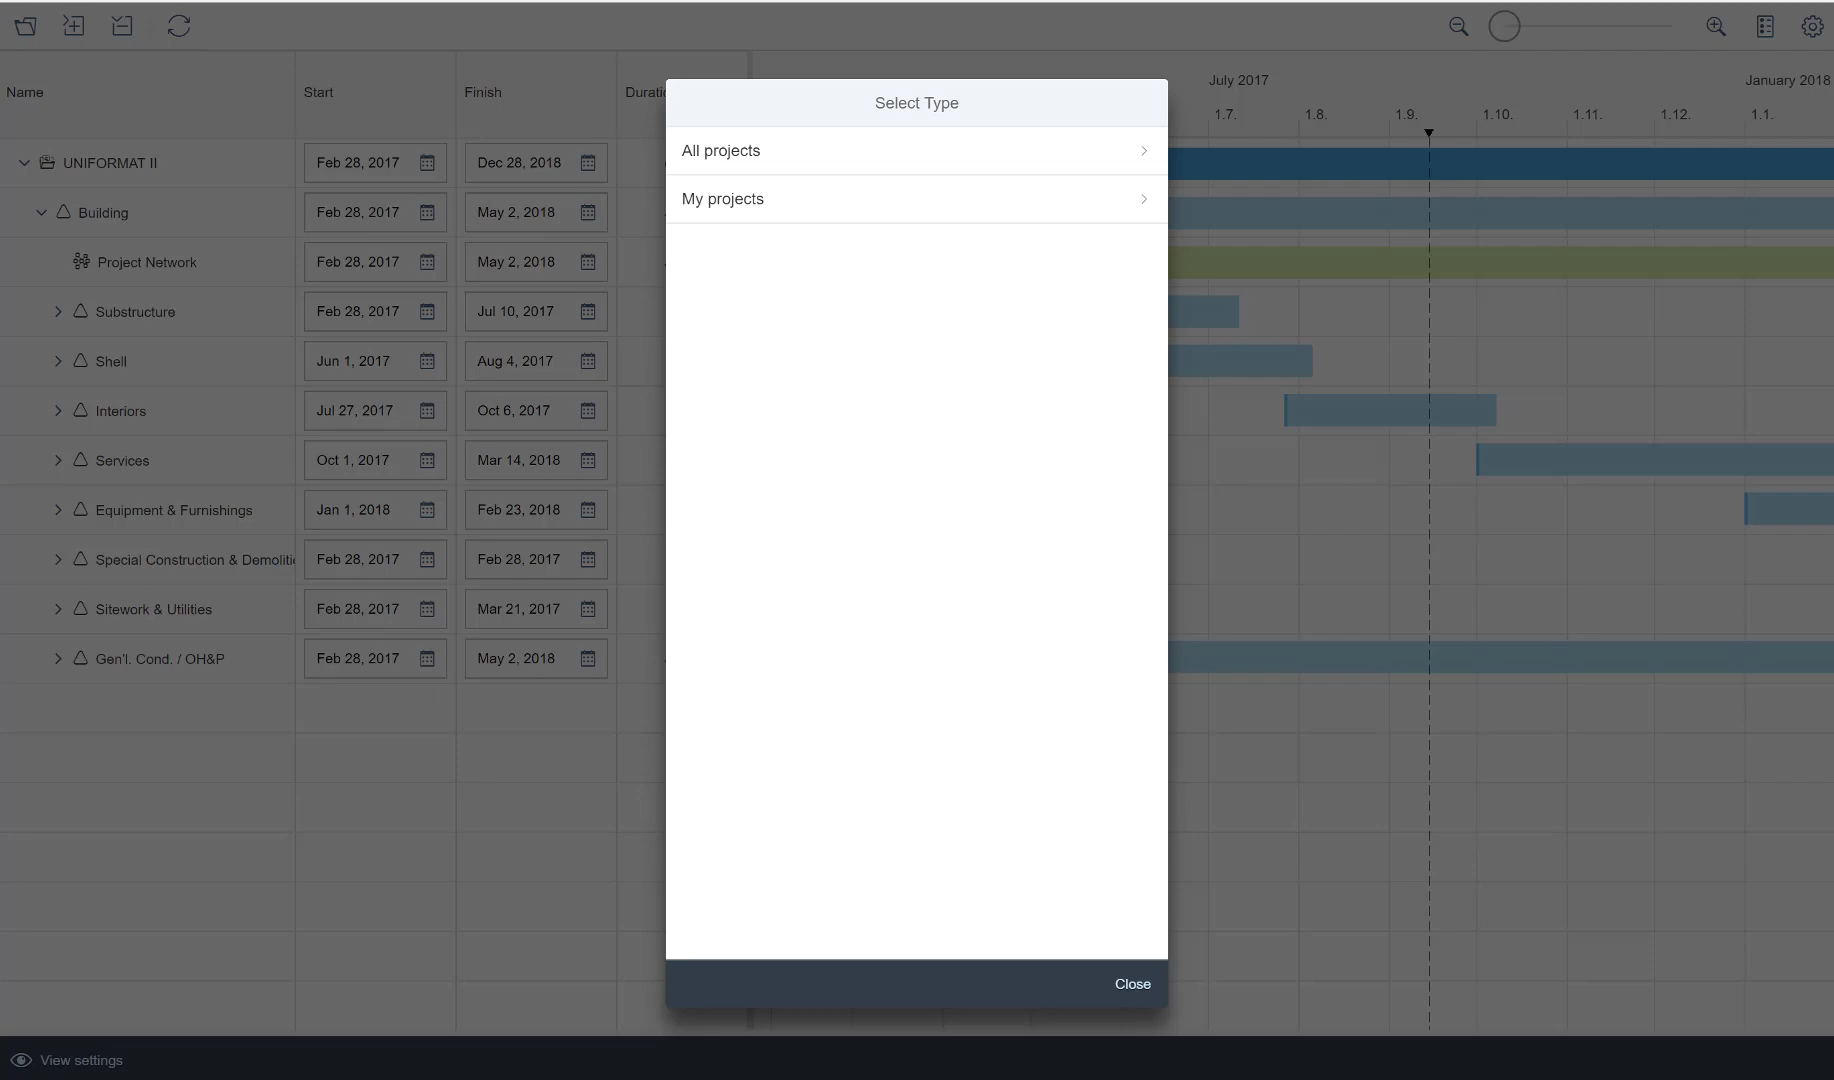 July 2017 January 2018
Name Start Finish Duratio Select Type
1.7. 1.8. 1.9. 1.10. 1.11. 1.12. 1.1.
All projects
My projects
UNIFORMAT II Feb 28, 2017 Dec 28, 2018
Building Feb 28, 2017 May 2, 2018
Project Network Feb 28, 2017 May 2, 2018
Substructure Feb 28, 2017 Jul 10, 2017
Shell Jun 1, 2017 Aug 4, 2017
Interiors Jul 27, 2017 Oct 6, 2017
Services Oct 1, 2017 Mar 14, 2018
Equipment & Furnishings Jan 1, 2018 Feb 23, 2018
Special Construction & Demolitic Feb 28, 2017 Feb 28, 2017
Sitework & Utilities Feb 28, 2017 Mar 21, 2017
Gen'l. Cond. / OH&P Feb 28, 2017 May 2, 2018
Close
View settings